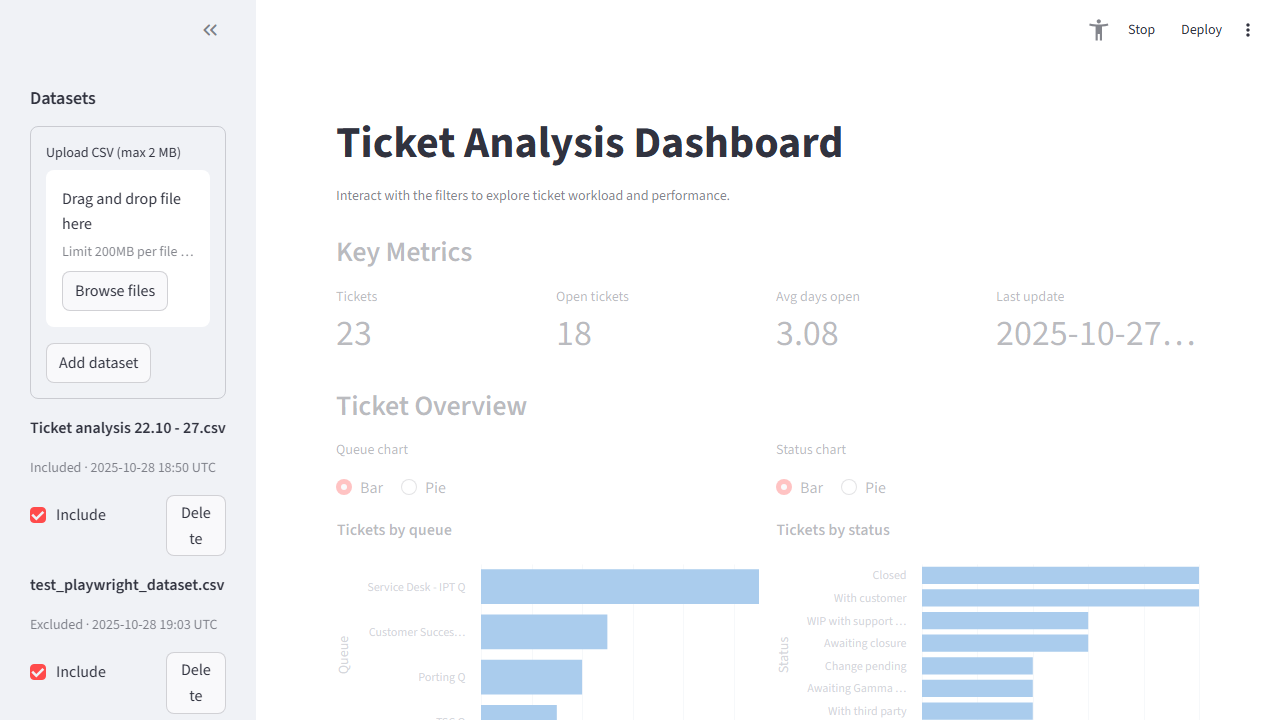 Stop
Deploy
Datasets
Upload CSV (max 2 MB)
Drag and drop file
here
Limit 200MB per file …
Browse files
Add dataset
Ticket analysis 22.10 - 27.csv
Included · 2025-10-28 18:50 UTC
Include
Dele
te
test_playwright_dataset.csv
Excluded · 2025-10-28 19:03 UTC
Include
Dele
te
Ticket Analysis Dashboard
Interact with the filters to explore ticket workload and performance.
Key Metrics
Tickets
23
Open tickets
18
Avg days open
3.08
Last update
2025-10-27…
Ticket Overview
Queue chart
Bar
Pie
Status chart
Bar
Pie
Tickets by queue
Queue
Service Desk - IPT Q
Customer Succes…
Porting Q
Tickets by status
Status
Closed
With customer
WIP with support …
Awaiting closure
Change pending
Awaiting Gamma …
With third party